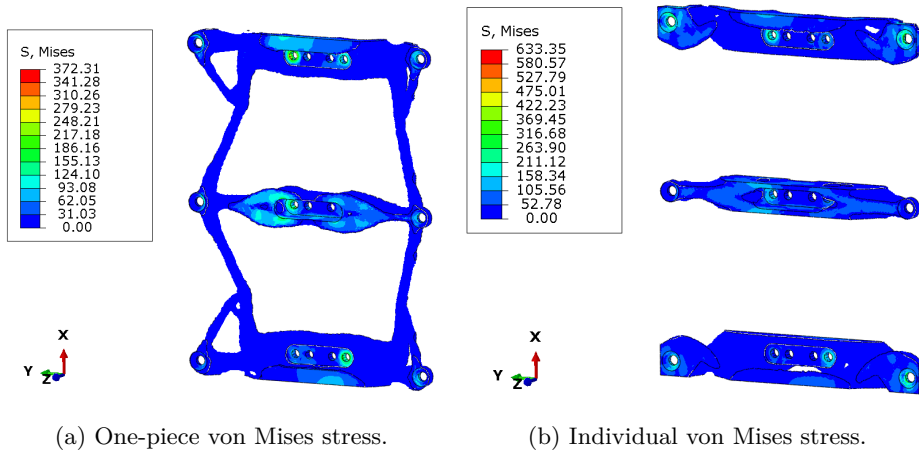 S, Mises
372.31
341.28
310.26
279.23
248.21
217.18
186.16
155.13
124.10
93.08
62.05
31.03
0.00
X
Y
Z
(a) One-piece von Mises stress.
S, Mises
633.35
580.57
527.79
475.01
422.23
369.45
316.68
263.90
211.12
158.34
105.56
52.78
0.00
X
Y
Z
(b) Individual von Mises stress.